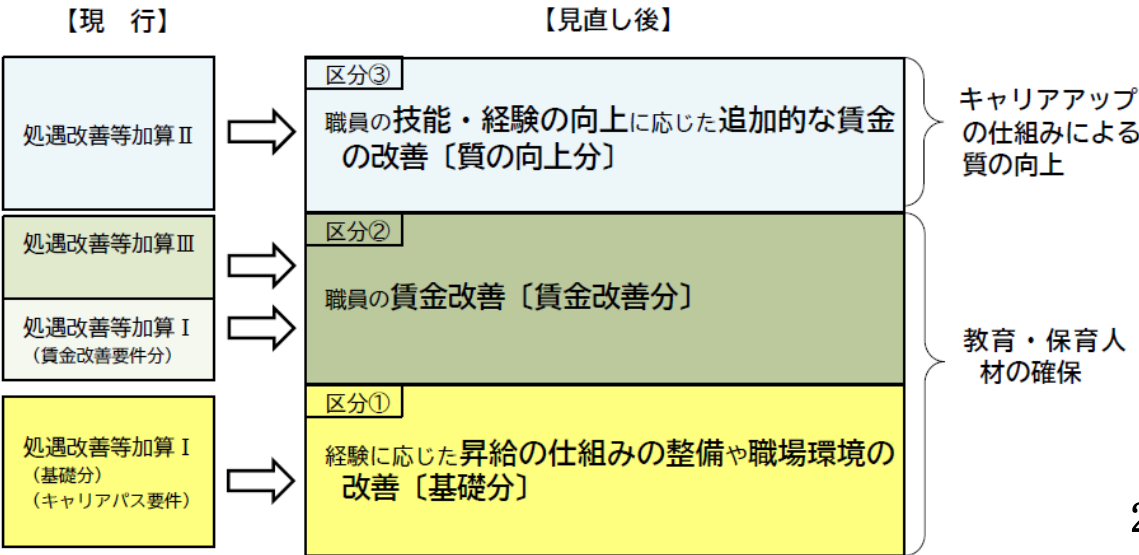 【現　行】
【見直し後】
処遇改善等加算Ⅱ
区分③
職員の技能・経験の向上に応じた追加的な賃金
の改善〔質の向上分〕
キャリアアップ
の仕組みによる
質の向上
処遇改善等加算Ⅲ
処遇改善等加算Ⅰ
（賃金改善要件分）
区分②
職員の賃金改善〔賃金改善分〕
教育・保育人
材の確保
処遇改善等加算Ⅰ
（基礎分）
（キャリアパス要件）
区分①
経験に応じた昇給の仕組みの整備や職場環境の
改善〔基礎分〕
2